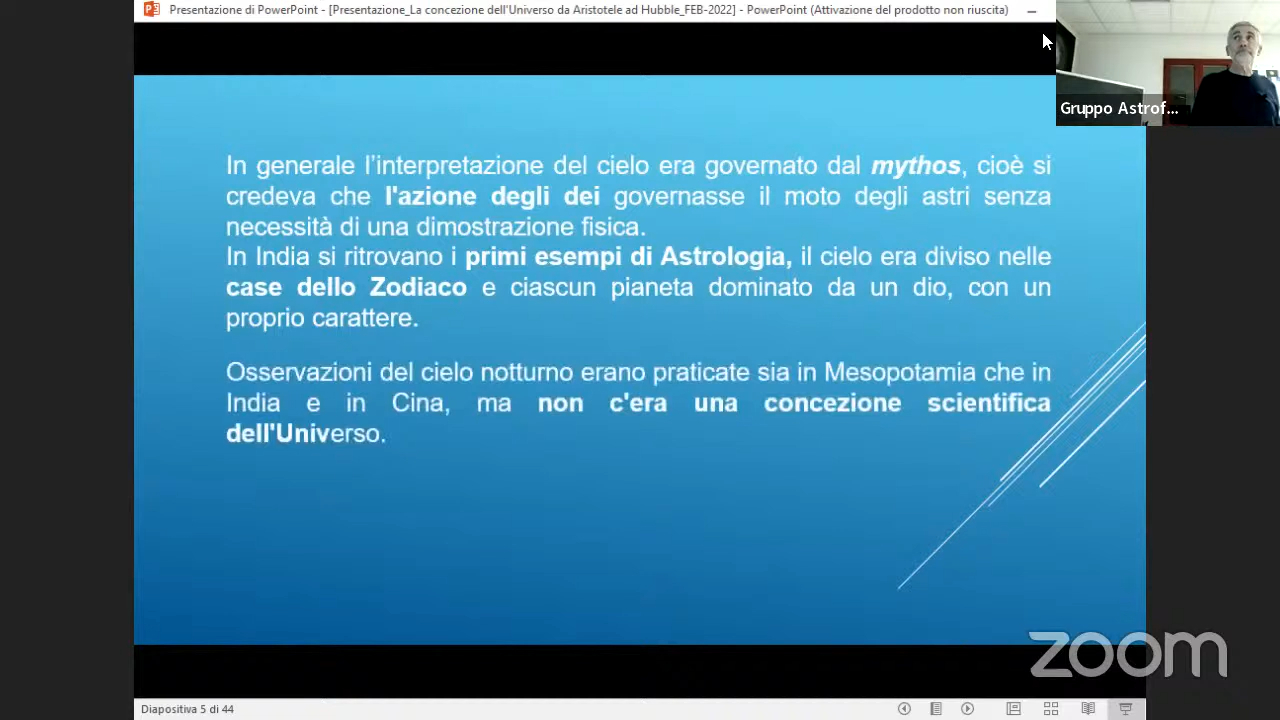 Presentazione di PowerPoint - [Presentazione_La concezione dell'Universo da Aristotele ad Hubble_FEB-2022] - PowerPoint (Attivazione del prodotto non riuscita)
Gruppo Astrof...
In generale l’interpretazione del cielo era governato dal mythos, cioè si
credeva che l'azione degli dei governasse il moto degli astri senza
necessità di una dimostrazione fisica.
In India si ritrovano i primi esempi di Astrologia, il cielo era diviso nelle
case dello Zodiaco e ciascun pianeta dominato da un dio, con un
proprio carattere.
Osservazioni del cielo notturno erano praticate sia in Mesopotamia che in
India e in Cina, ma non c'era una concezione scientifica
dell'Universo.
zoom
Diapositiva 5 di 44